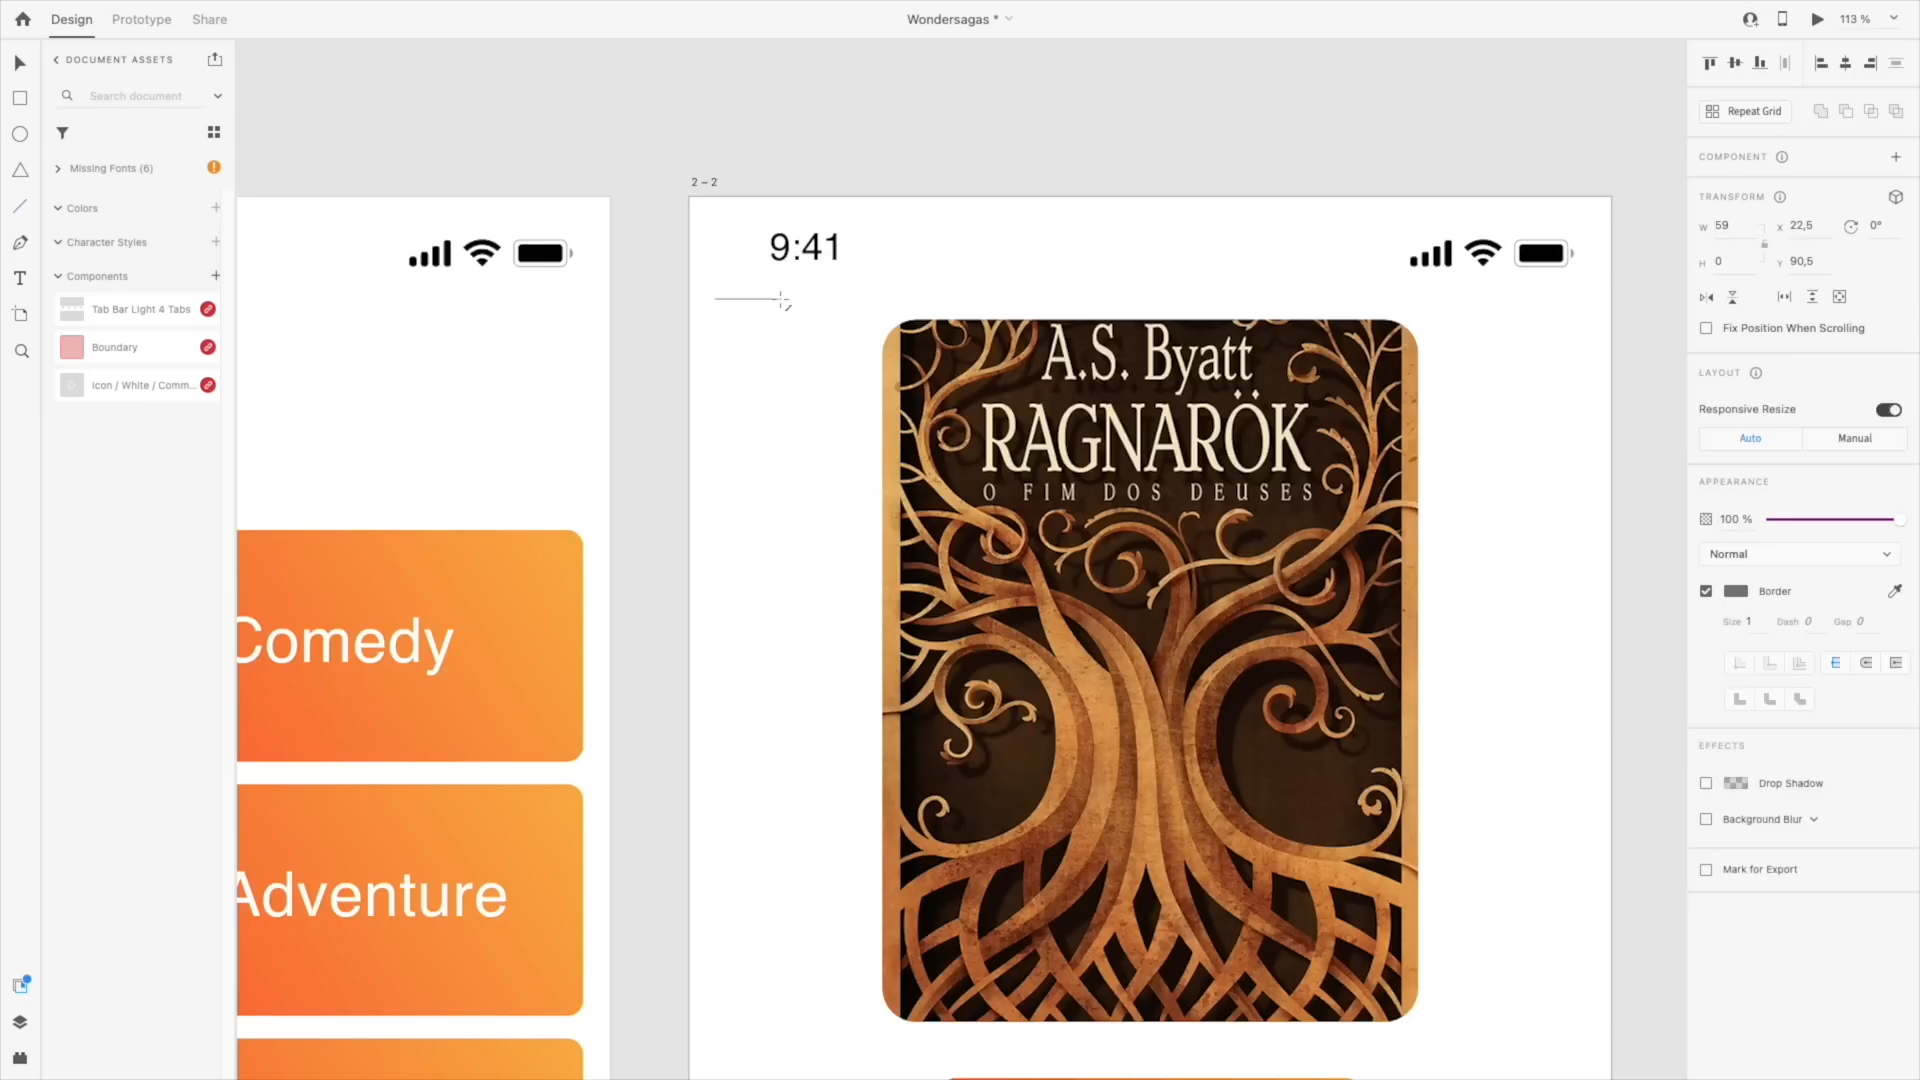 Design Prototype Share
Wondersagas *
113 %
DOCUMENT ASSETS
Search document
Missing Fonts (6)
Colors
Character Styles
Components
Tab Bar Light 4 Tabs
Boundary
Icon / White / Comm...
2 – 2
9:41
Comedy
Adventure
A.S. Byatt
RAGNARÖK
O FIM DOS DEUSES
Repeat Grid
COMPONENT
TRANSFORM
W 59 X 22,5 0°
H 0 Y 90,5
Fix Position When Scrolling
LAYOUT
Responsive Resize
Auto Manual
APPEARANCE
100 %
Normal
Border
Size 1 Dash 0 Gap 0
EFFECTS
Drop Shadow
Background Blur
Mark for Export